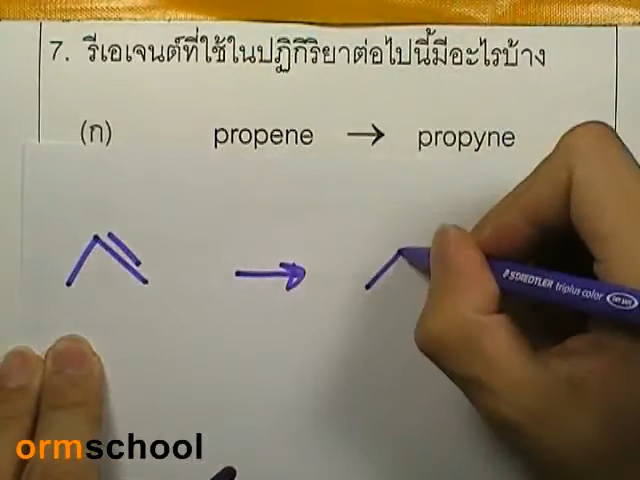 7. รีเอเจนต์ที่ใช้ในปฏิกิริยาต่อไปนี้มีอะไรบ้าง
(ก) propene → propyne
STAEDTLER triplus color
ormschool